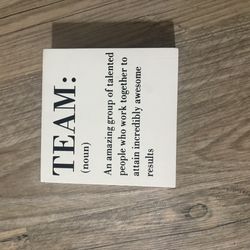 TEAM:
(noun)
An amazing group of talented
people who work together to
attain incredibly awesome
results